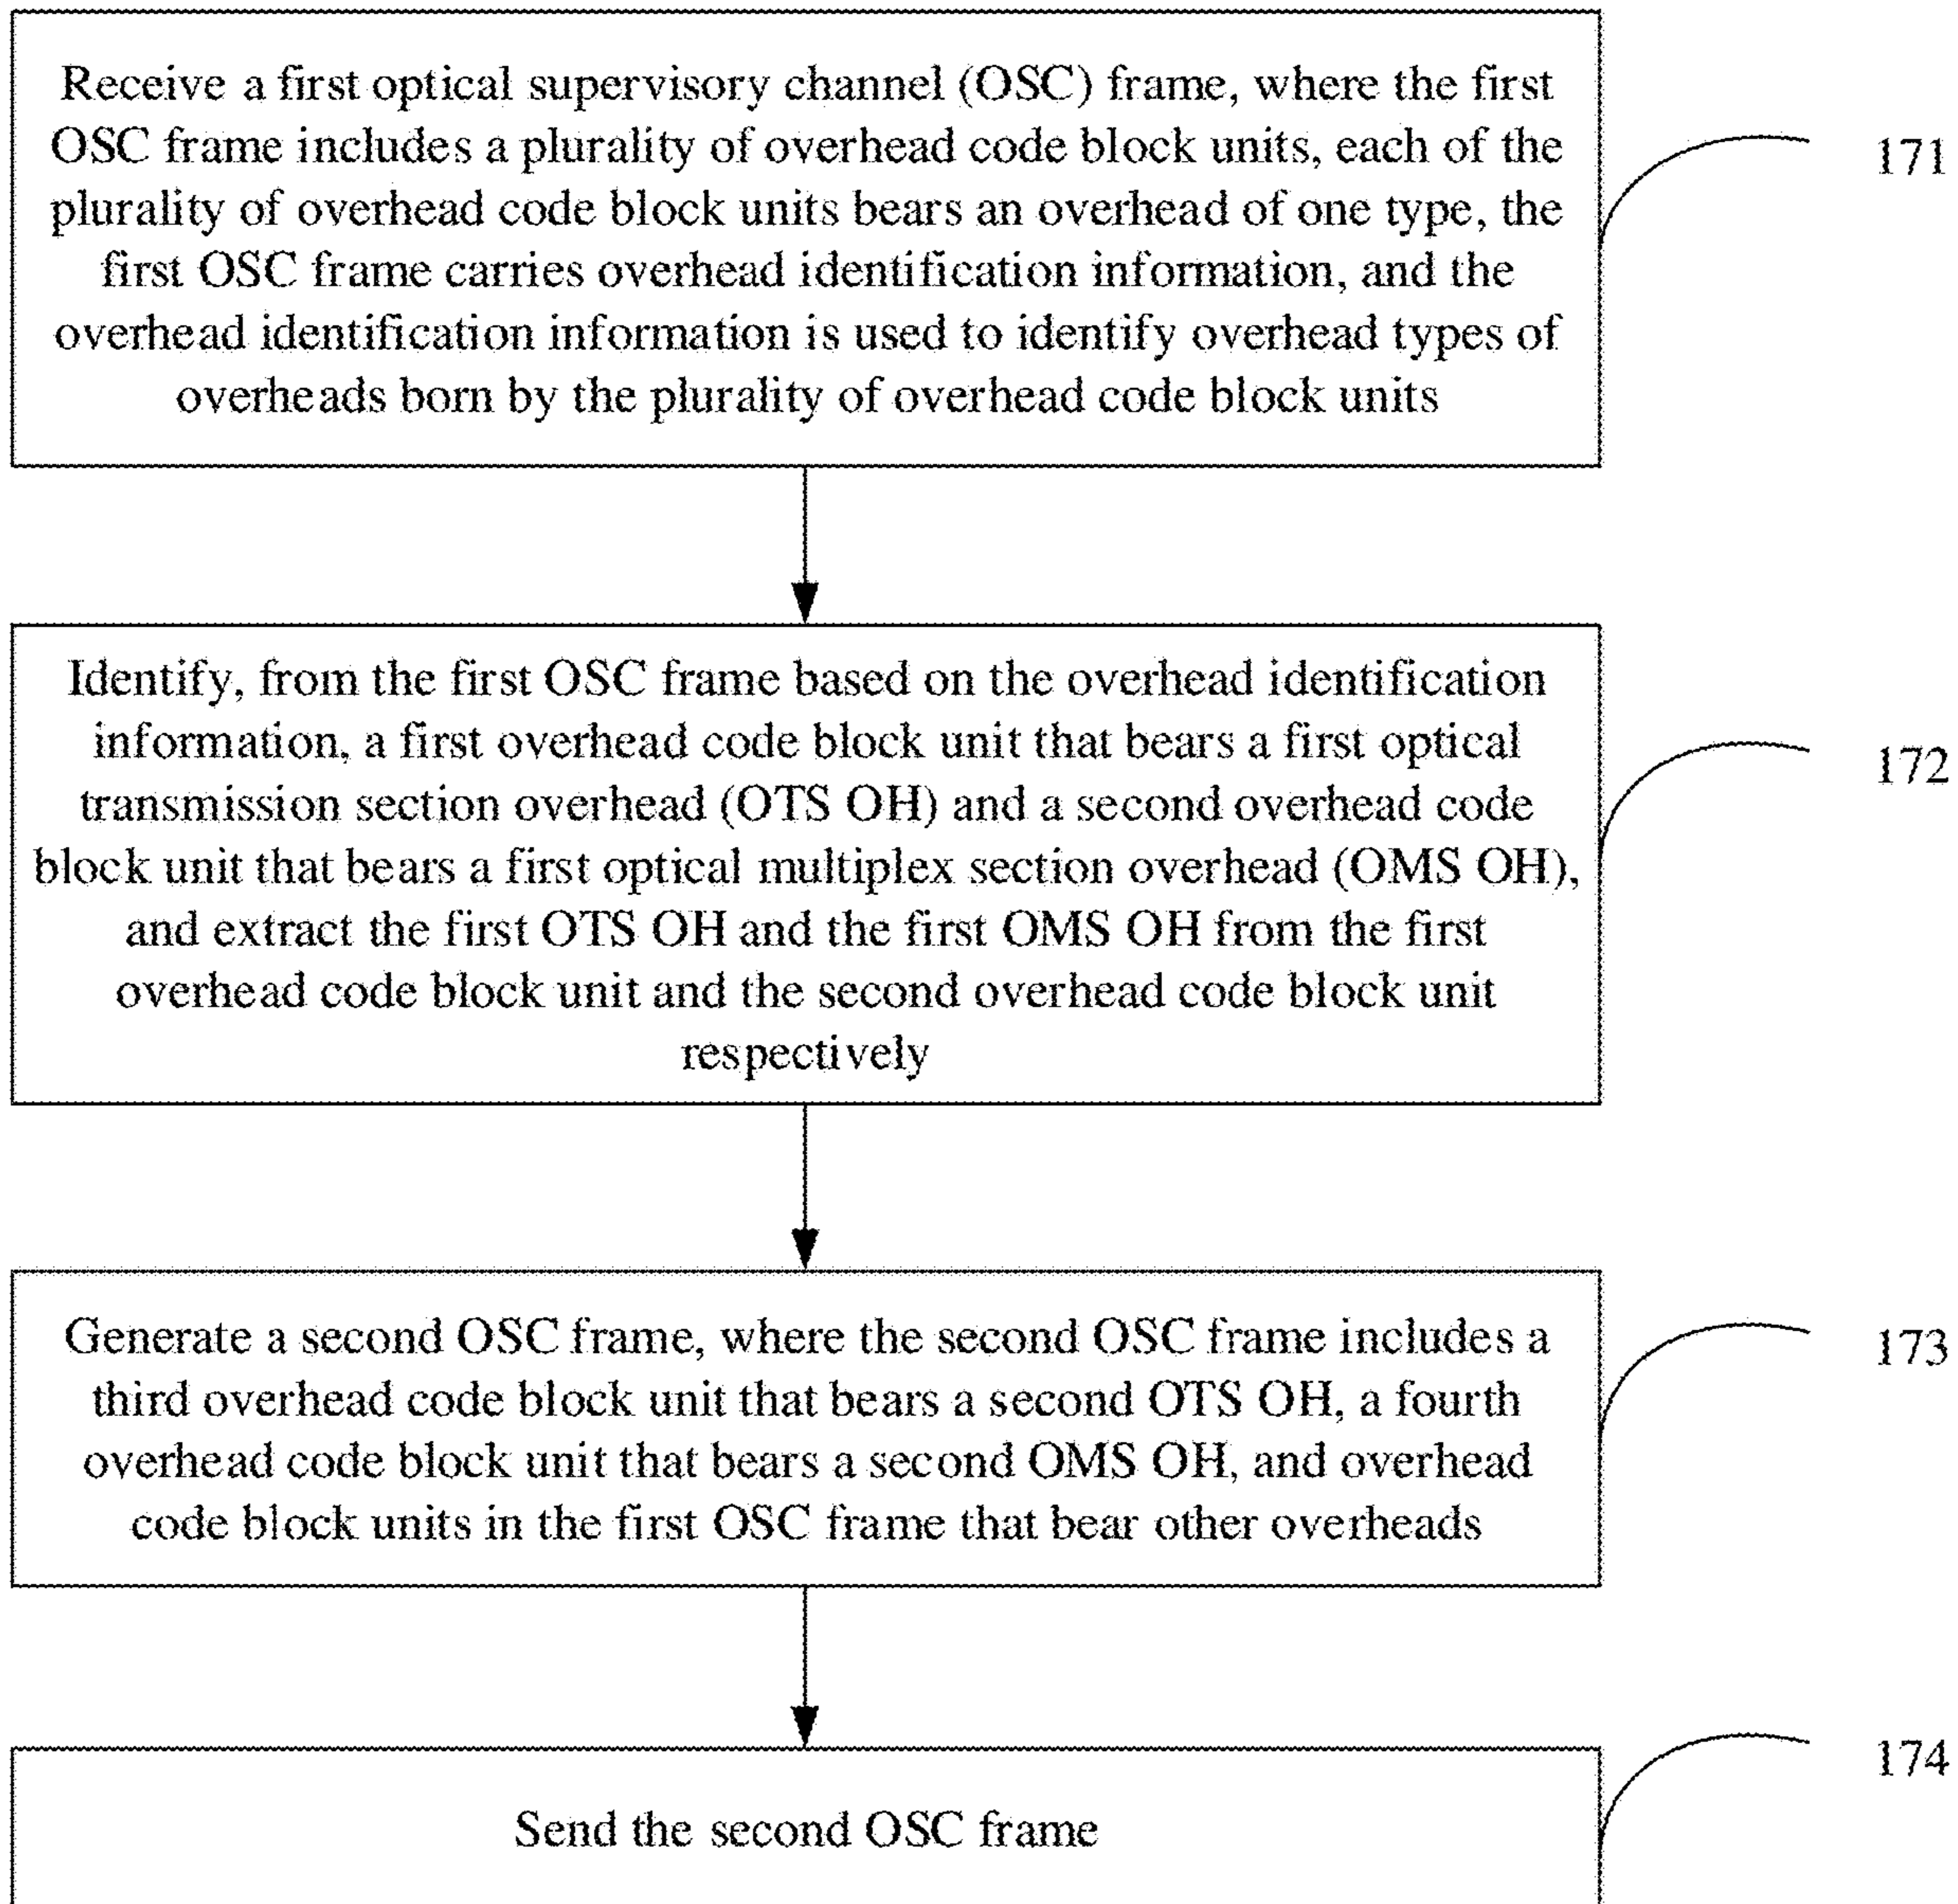 Receive a first optical supervisory channel (OSC) frame, where the first
OSC frame includes a plurality of overhead code block units, each of the
plurality of overhead code block units bears an overhead of one type, the
first OSC frame carries overhead identification information, and the
overhead identification information is used to identify overhead types of
overheads born by the plurality of overhead code block units
171
Identify, from the first OSC frame based on the overhead identification
information, a first overhead code block unit that bears a first optical
transmission section overhead (OTS OH) and a second overhead code
block unit that bears a first optical multiplex section overhead (OMS OH),
and extract the first OTS OH and the first OMS OH from the first
overhead code block unit and the second overhead code block unit
respectively
172
Generate a second OSC frame, where the second OSC frame includes a
third overhead code block unit that bears a second OTS OH, a fourth
overhead code block unit that bears a second OMS OH, and overhead
code block units in the first OSC frame that bear other overheads
173
Send the second OSC frame
174